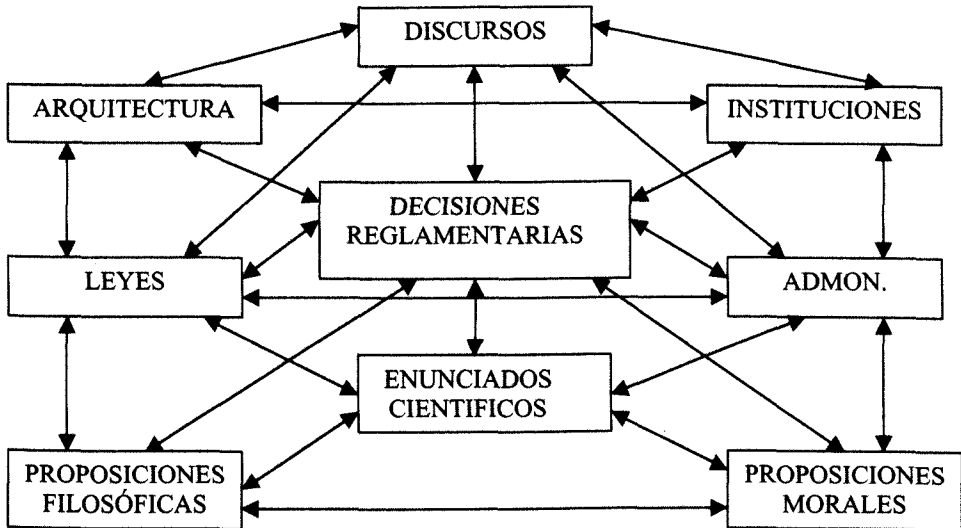 DISCURSOS
ARQUITECTURA
INSTITUCIONES
DECISIONES
REGLAMENTARIAS
LEYES
ADMON.
ENUNCIADOS
CIENTIFICOS
PROPOSICIONES
FILOSÓFICAS
PROPOSICIONES
MORALES